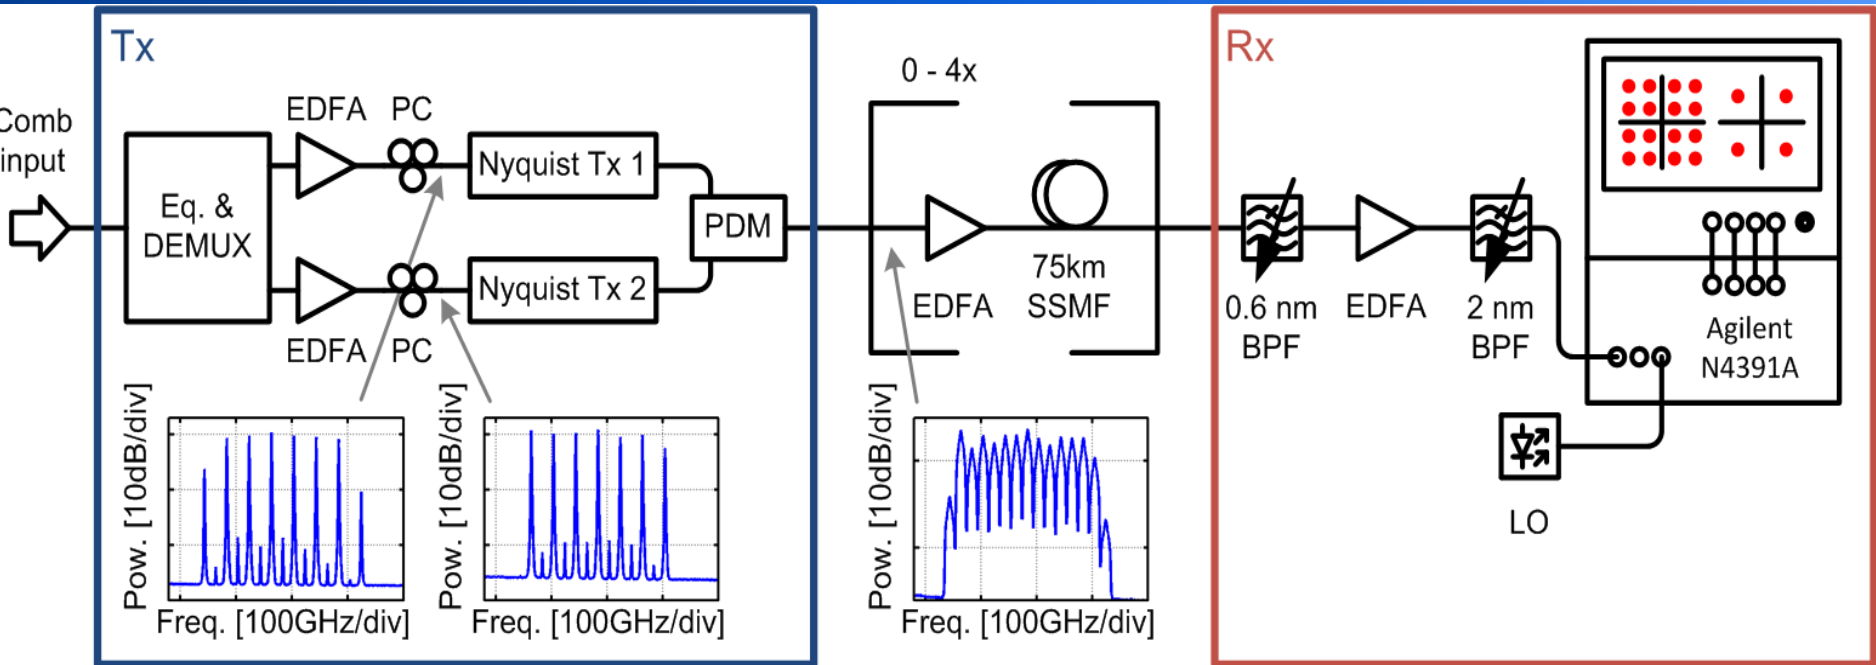 Tx
Rx
0 - 4x
Comb
input
EDFA
PC
Eq. &
DEMUX
Nyquist Tx 1
PDM
Nyquist Tx 2
EDFA
PC
EDFA
75km
SSMF
0.6 nm
BPF
EDFA
2 nm
BPF
Agilent
N4391A
LO
Pow. [10dB/div]
Freq. [100GHz/div]
Pow. [10dB/div]
Freq. [100GHz/div]
Pow. [10dB/div]
Freq. [100GHz/div]